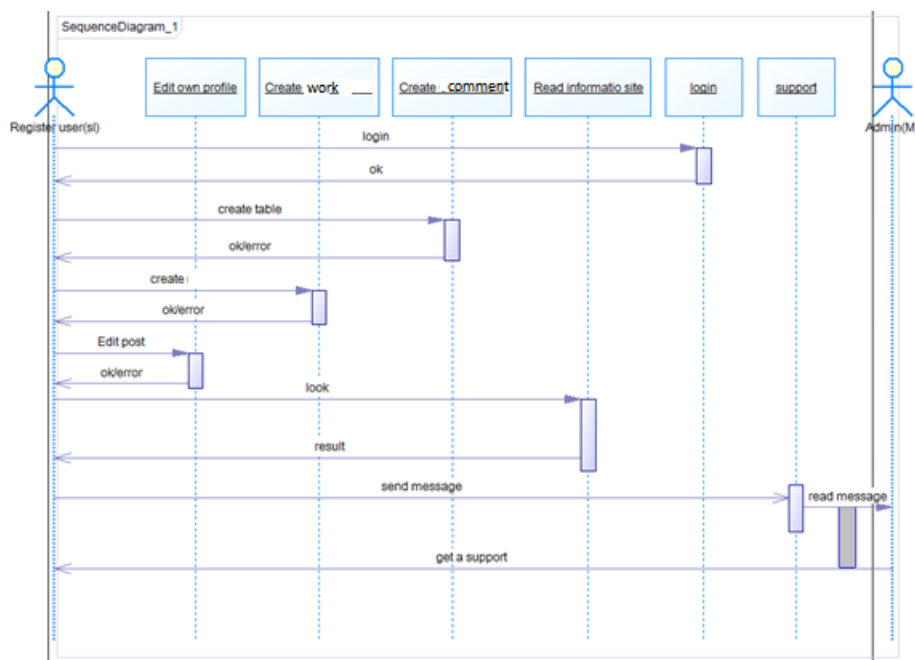 SequenceDiagram_1
Edit own profile
Create work
Create comment
Read informatio site
login
support
Register user(sl)
Admin(M
login
ok
create table
ok/error
create
ok/error
Edit post
ok/error
look
result
send message
read message
get a support